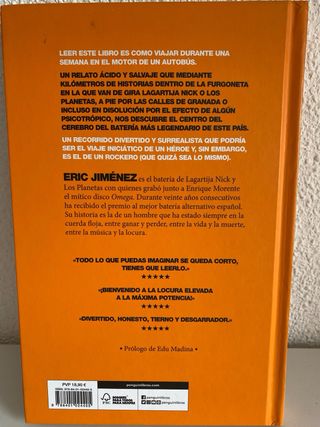 LEER ESTE LIBRO ES COMO VIAJAR DURANTE UNA
SEMANA EN EL MOTOR DE UN AUTOBÚS.
UN RELATO ÁCIDO Y SALVAJE QUE MEDIANTE
KILÓMETROS DE HISTORIAS DENTRO DE LA FURGONETA
EN LA QUE VAN DE GIRA LAGARTIJA NICK O LOS
PLANETAS, A PIE POR LAS CALLES DE GRANADA O
INCLUSO EN DISOLUCIÓN POR EL EFECTO DE ALGÚN
PSICOTRÓPICO, NOS DESCUBRE EL CENTRO DEL
CEREBRO DEL BATERÍA MÁS LEGENDARIO DE ESTE PAÍS.
UN RECORRIDO DIVERTIDO Y SURREALISTA QUE PODRÍA
SER EL VIAJE INICIÁTICO DE UN HÉROE Y, SIN EMBARGO,
ES EL DE UN ROCKERO (QUE QUIZÁ SEA LO MISMO).
ERIC JIMÉNEZ es el batería de Lagartija Nick y
Los Planetas con quienes grabó junto a Enrique Morente
el mítico disco Omega. Durante veinte años consecutivos
ha recibido el premio al mejor batería alternativo español.
Su historia es la de un hombre que ha estado siempre en la
cuerda floja, entre ganar y perder, entre la vida y la muerte,
entre la música y la locura.
«TODO LO QUE PUEDAS IMAGINAR SE QUEDA CORTO,
TIENES QUE LEERLO.»
★★★★★
«¡BIENVENIDO A LA LOCURA ELEVADA
A LA MÁXIMA POTENCIA!»
★★★★★
«DIVERTIDO, HONESTO, TIERNO Y DESGARRADOR.»
★★★★★
• Prólogo de Edu Madina •
PVP 18,90 €
FSC
penguinlibros.com
penguinlibros